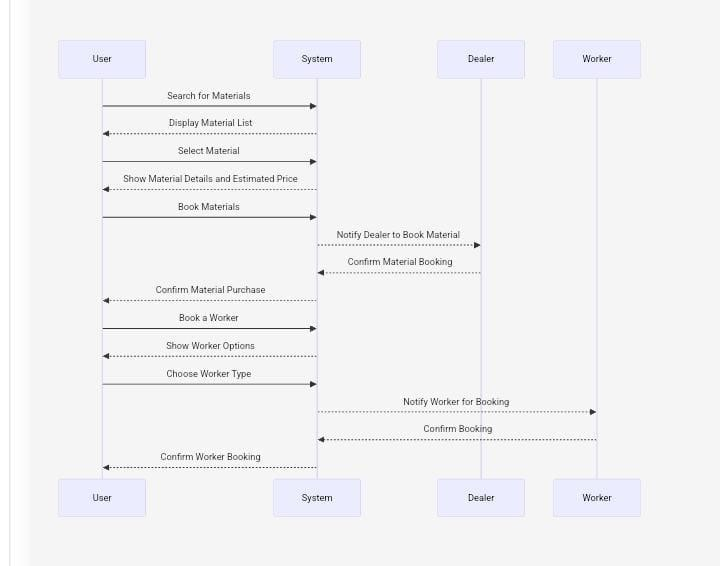 User
System
Dealer
Worker
Search for Materials
Display Material List
Select Material
Show Material Details and Estimated Price
Book Materials
Notify Dealer to Book Material
Confirm Material Booking
Confirm Material Purchase
Book a Worker
Show Worker Options
Choose Worker Type
Notify Worker for Booking
Confirm Booking
Confirm Worker Booking
User
System
Dealer
Worker